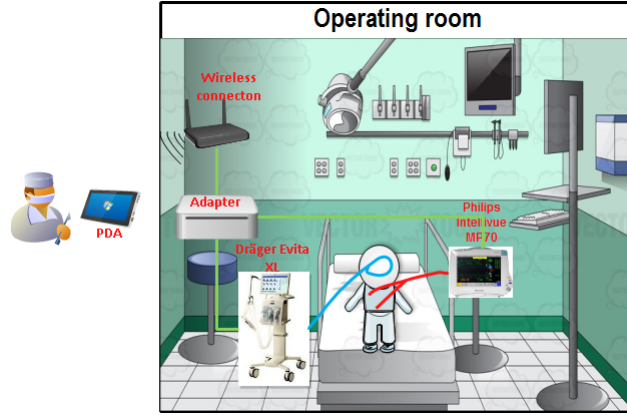 Operating room
Wireless
connecton
Adapter
PDA
Philips
Intellivue
MP70
Dräger Evita
XL